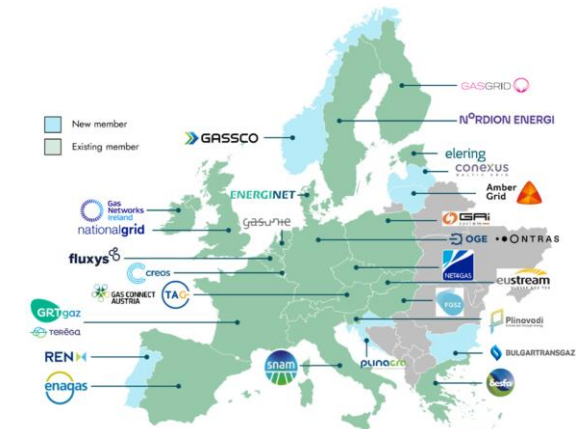 GASGRID
NORDION ENERGI
New member
Existing member
GASSCO
elering
conexus
BALTIC GRID
Amber
Grid
ENERGINET
Gas
Networks
Ireland
gasunie
nationalgrid
OGE
ONTRAS
fluxys
creos
NET4GAS
eustream
GAS CONNECT
AUSTRIA
TAG
FGSZ
GRTgaz
TERĒGA
Plinovodi
REN
snam
plinacro
BULGARTRANSGAZ
enagas
desfa